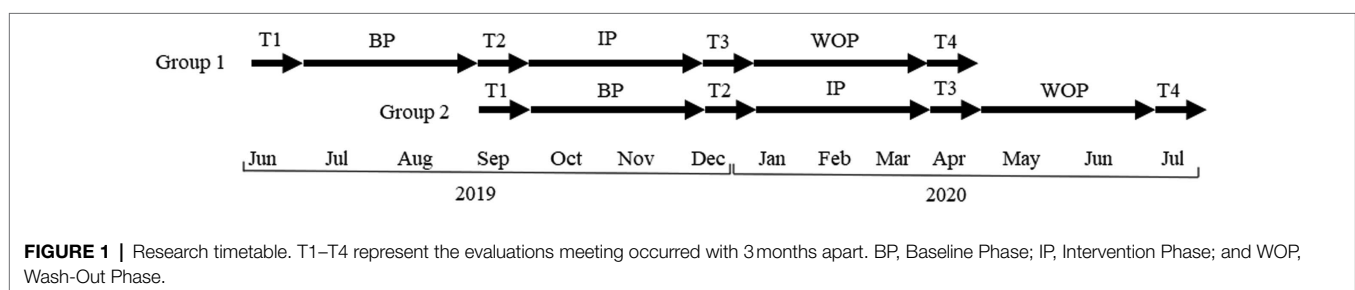 T1 BP T2 IP T3 WOP T4
Group 1
T1 BP T2 IP T3 WOP T4
Group 2
Jun Jul Aug Sep Oct Nov Dec Jan Feb Mar Apr May Jun Jul
2019 2020
FIGURE 1 | Research timetable. T1–T4 represent the evaluations meeting occurred with 3 months apart. BP, Baseline Phase; IP, Intervention Phase; and WOP,
Wash-Out Phase.